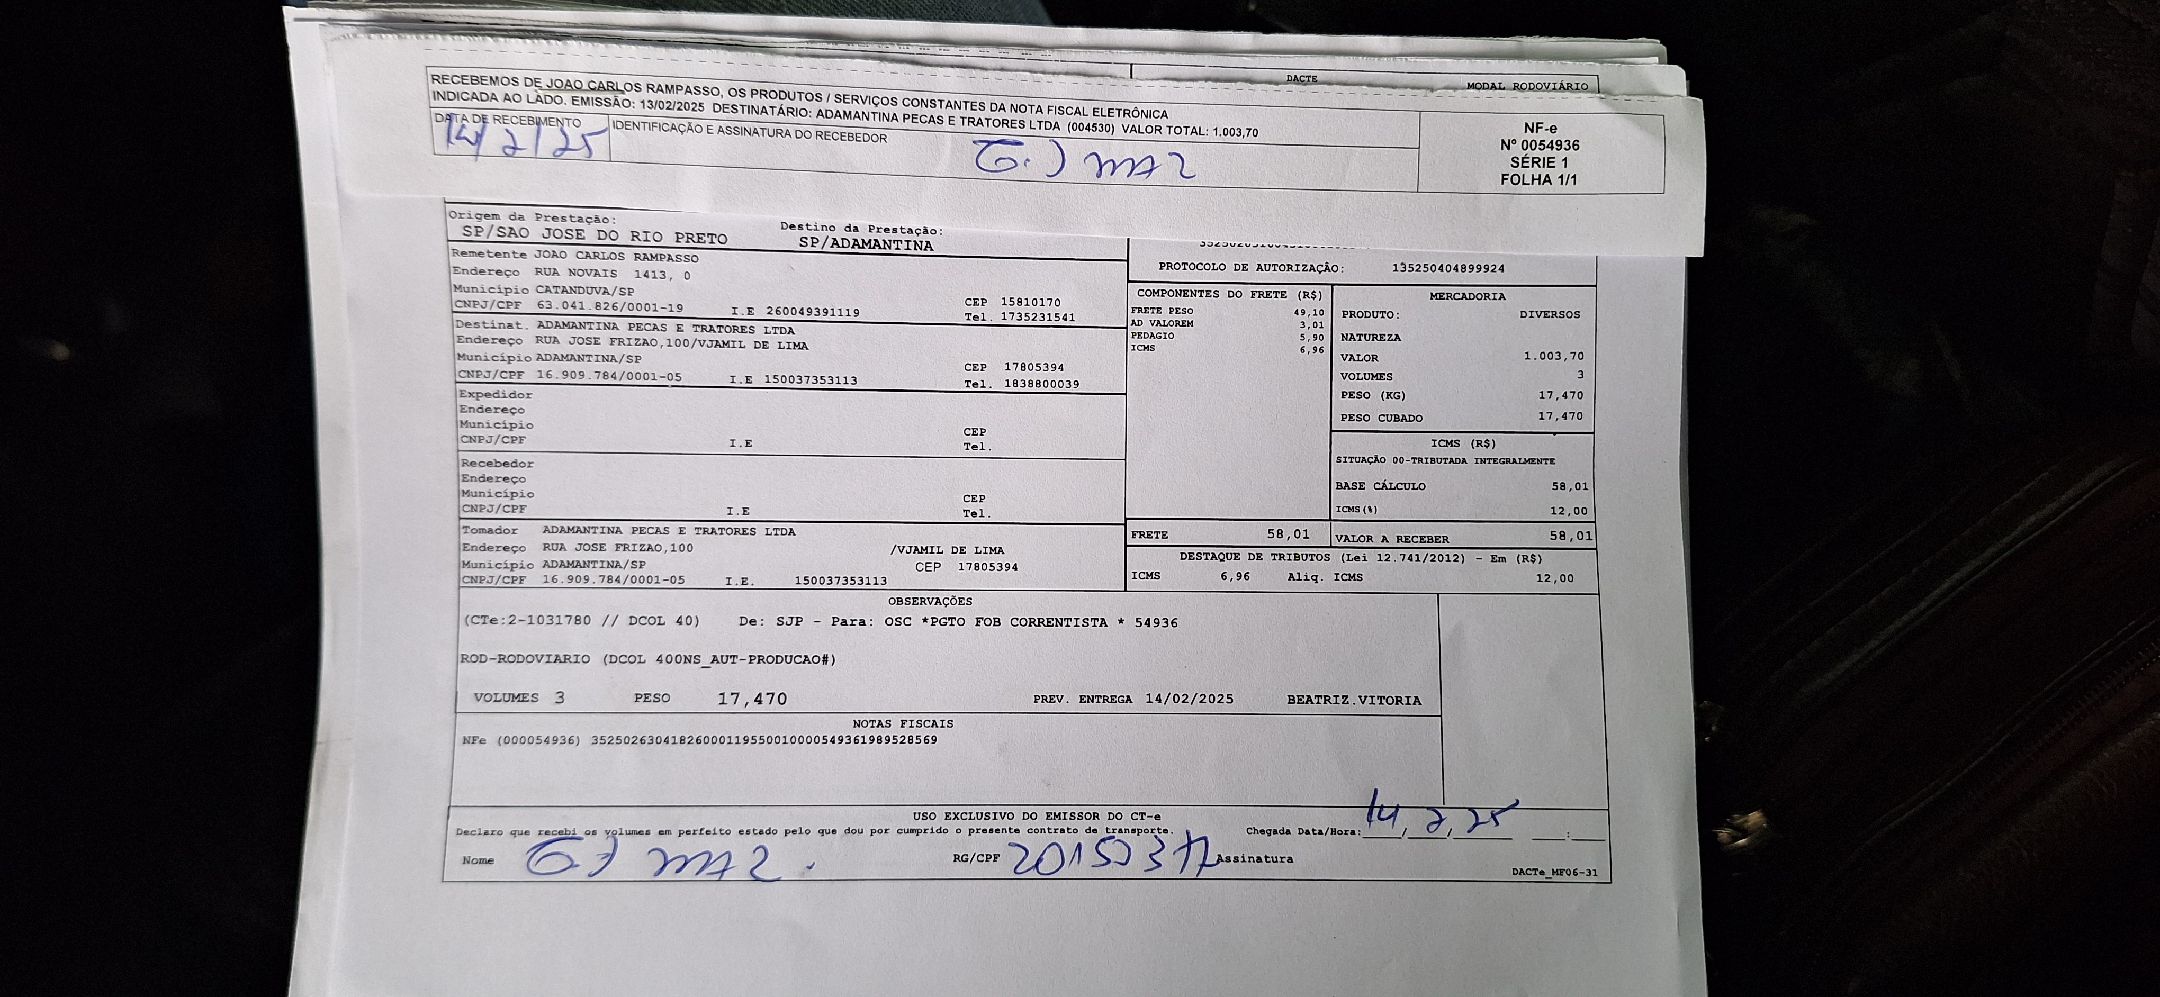 DACTE
MODAL RODOVIÁRIO
RECEBEMOS DE JOAO CARLOS RAMPASSO, OS PRODUTOS / SERVIÇOS CONSTANTES DA NOTA FISCAL ELETRÔNICA
INDICADA AO LADO. EMISSÃO: 13/02/2025 DESTINATÁRIO: ADAMANTINA PECAS E TRATORES LTDA (004530) VALOR TOTAL: 1.003,70
DATA DE RECEBIMENTO
14/2/25
IDENTIFICAÇÃO E ASSINATURA DO RECEBEDOR
NF-e
Nº 0054936
SÉRIE 1
FOLHA 1/1
Origem da Prestação:
SP/SAO JOSE DO RIO PRETO
Destino da Prestação:
SP/ADAMANTINA
PROTOCOLO DE AUTORIZAÇÃO: 135250404899924
Remetente JOAO CARLOS RAMPASSO
Endereço RUA NOVAIS 1413, 0
Município CATANDUVA/SP
CEP 15810170
CNPJ/CPF 63.041.826/0001-19 I.E 260049391119 Tel. 1735231541
Destinat. ADAMANTINA PECAS E TRATORES LTDA
Endereço RUA JOSE FRIZAO,100/VJAMIL DE LIMA
Município ADAMANTINA/SP
CEP 17805394
CNPJ/CPF 16.909.784/0001-05 I.E 150037353113 Tel. 1838800039
Expedidor
Endereço
Município
CEP
CNPJ/CPF I.E Tel.
Recebedor
Endereço
Município
CEP
CNPJ/CPF I.E Tel.
Tomador ADAMANTINA PECAS E TRATORES LTDA
Endereço RUA JOSE FRIZAO,100 /VJAMIL DE LIMA
Município ADAMANTINA/SP CEP 17805394
CNPJ/CPF 16.909.784/0001-05 I.E. 150037353113
COMPONENTES DO FRETE (R$)
FRETE PESO 49,10
AD VALOREM 3,01
PEDAGIO 5,90
ICMS 6,96
MERCADORIA
PRODUTO: DIVERSOS
NATUREZA
VALOR 1.003,70
VOLUMES 3
PESO (KG) 17,470
PESO CUBADO 17,470
ICMS (R$)
SITUAÇÃO 00-TRIBUTADA INTEGRALMENTE
BASE CÁLCULO 58,01
ICMS(%) 12,00
FRETE 58,01
VALOR A RECEBER 58,01
DESTAQUE DE TRIBUTOS (Lei 12.741/2012) - Em (R$)
ICMS 6,96 Aliq. ICMS 12,00
OBSERVAÇÕES
(CTe:2-1031780 // DCOL 40) De: SJP - Para: OSC *PGTO FOB CORRENTISTA * 54936
ROD-RODOVIARIO (DCOL 400NS_AUT-PRODUCAO#)
VOLUMES 3 PESO 17,470 PREV. ENTREGA 14/02/2025 BEATRIZ.VITORIA
NOTAS FISCAIS
NFe (000054936) 35250263041826000119550010000549361989528569
USO EXCLUSIVO DO EMISSOR DO CT-e
Declaro que recebi os volumes em perfeito estado pelo que dou por cumprido o presente contrato de transporte. Chegada Data/Hora: 14/2/25 :
Nome RG/CPF Assinatura
DACTe_MF06-31